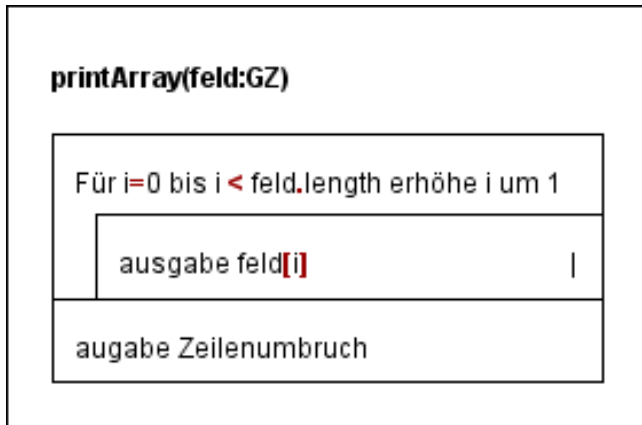 printArray(feld:GZ)
Für i=0 bis i < feld.length erhöhe i um 1
ausgabe feld[i] |
augabe Zeilenumbruch